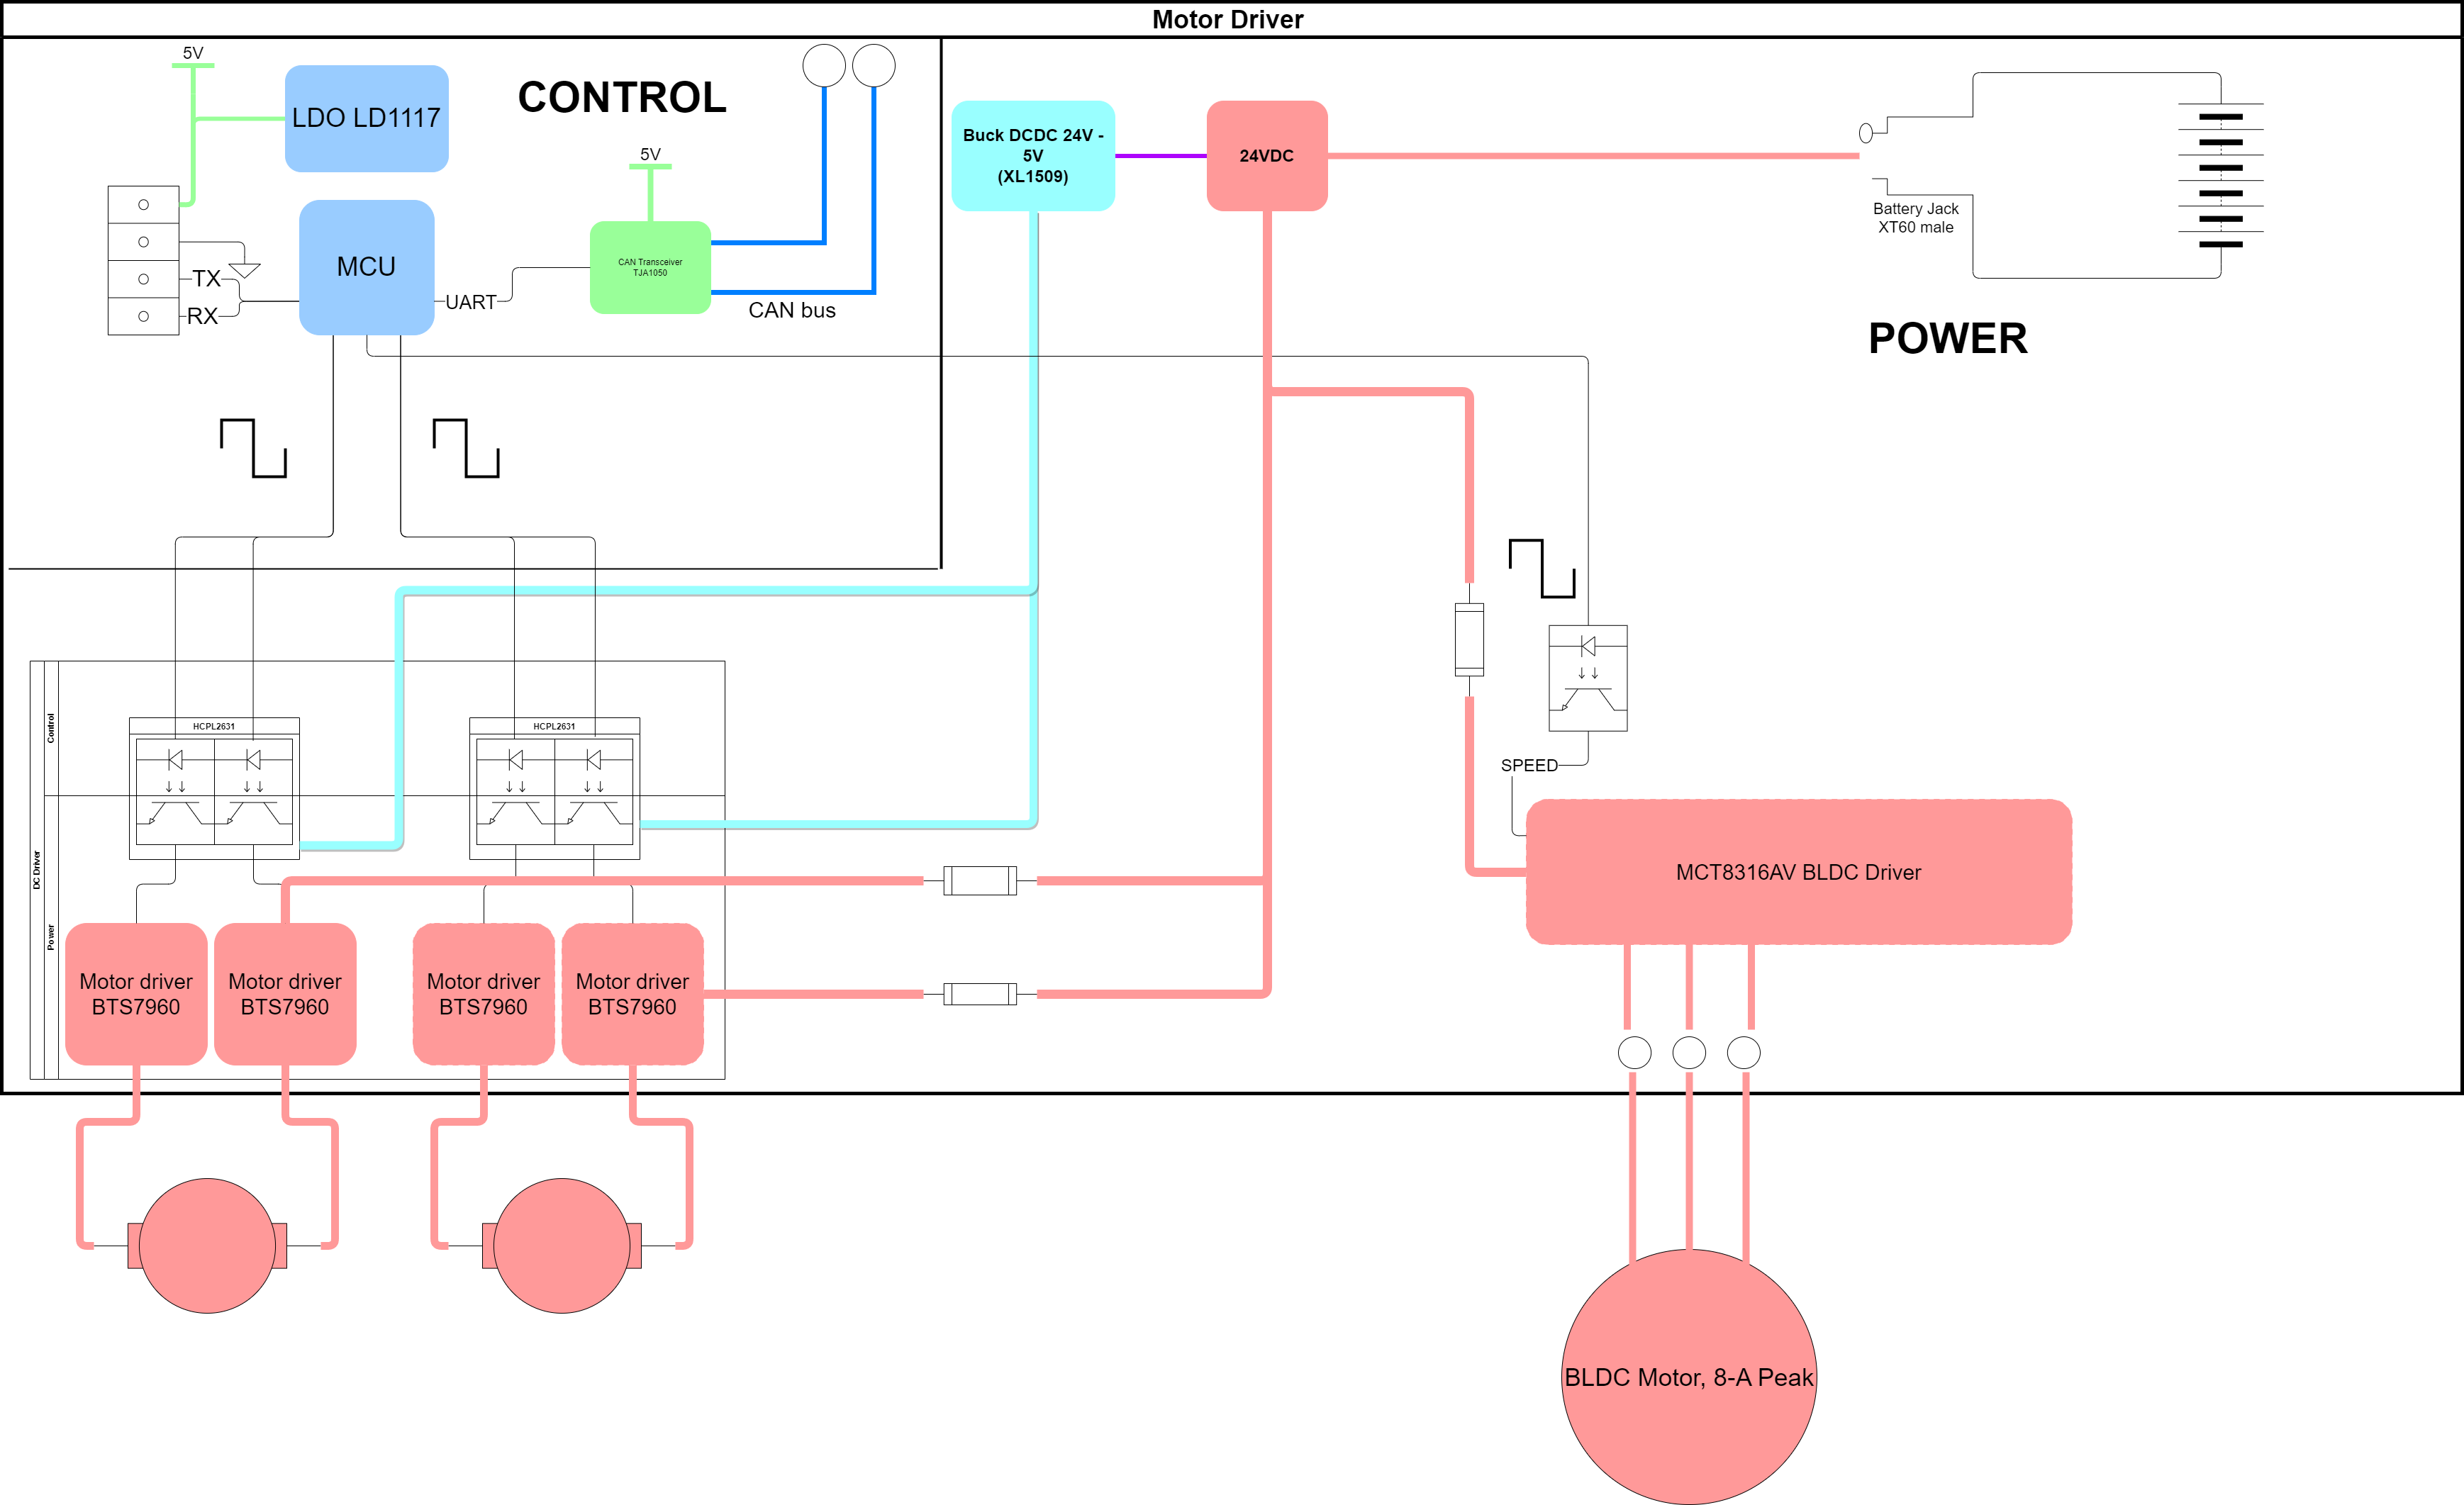 Motor Driver
5V
LDO LD1117
CONTROL
5V
Buck DCDC 24V -
5V
(XL1509)
24VDC
Battery Jack
XT60 male
MCU
TX
RX
UART
CAN Transceiver
TJA1050
CAN bus
POWER
HCPL2631
HCPL2631
Control
DC Driver
Power
SPEED
MCT8316AV BLDC Driver
Motor driver
BTS7960
Motor driver
BTS7960
Motor driver
BTS7960
Motor driver
BTS7960
BLDC Motor, 8-A Peak